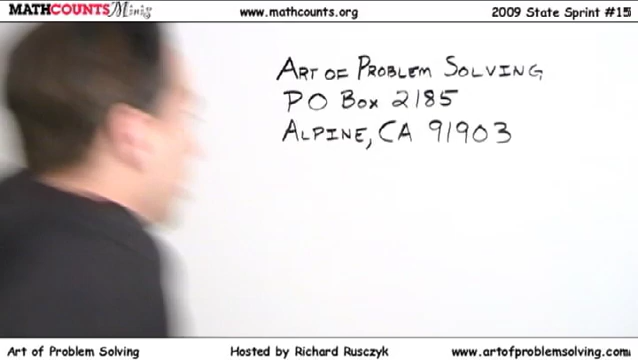 MATHCOUNTS Minis www.mathcounts.org 2009 State Sprint #15
ART OF PROBLEM SOLVING
PO BOX 2185
ALPINE, CA 91903
Art of Problem Solving Hosted by Richard Rusczyk www.artofproblemsolving.com